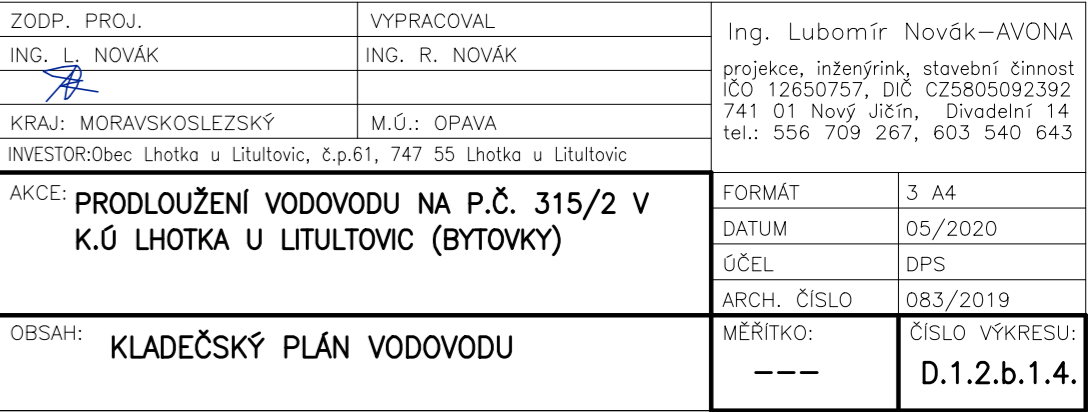 ZODP. PROJ.
VYPRACOVAL
ING. L. NOVÁK
ING. R. NOVÁK
KRAJ: MORAVSKOSLEZSKÝ
M.Ú.: OPAVA
INVESTOR:Obec Lhotka u Litultovic, č.p.61, 747 55 Lhotka u Litultovic
Ing. Lubomír Novák–AVONA
projekce, inženýrink, stavební činnost
IČO 12650757, DIČ CZ5805092392
741 01 Nový Jičín, Divadelní 14
tel.: 556 709 267, 603 540 643
AKCE: PRODLOUŽENÍ VODOVODU NA P.Č. 315/2 V
K.Ú LHOTKA U LITULTOVIC (BYTOVKY)
FORMÁT
3 A4
DATUM
05/2020
ÚČEL
DPS
ARCH. ČÍSLO
083/2019
OBSAH: KLADEČSKÝ PLÁN VODOVODU
MĚŘÍTKO:
---
ČÍSLO VÝKRESU:
D.1.2.b.1.4.